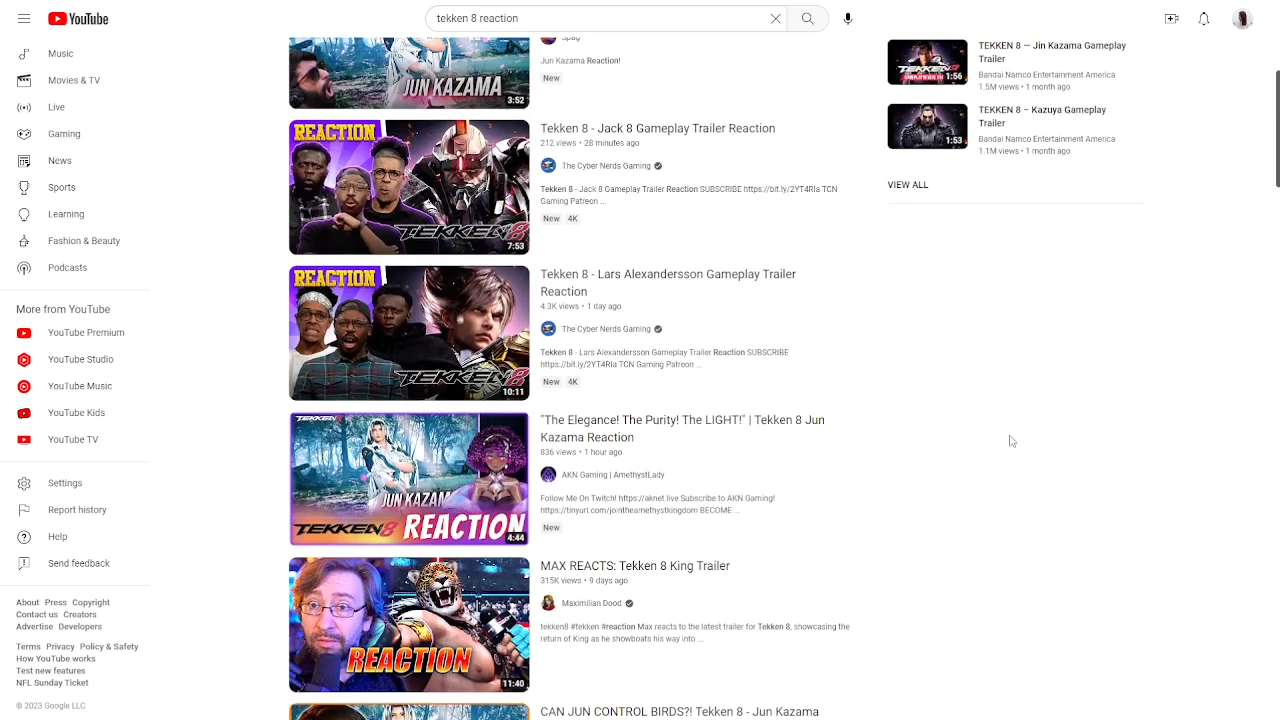 YouTube
tekken 8 reaction
Music
Movies & TV
Live
Gaming
News
Sports
Learning
Fashion & Beauty
Podcasts
More from YouTube
YouTube Premium
YouTube Studio
YouTube Music
YouTube Kids
YouTube TV
Settings
Report history
Help
Send feedback
About Press Copyright
Contact us Creators
Advertise Developers
Terms Privacy Policy & Safety
How YouTube works
Test new features
NFL Sunday Ticket
© 2023 Google LLC
JUN KAZAMA
3:52
Jun Kazama Reaction!
New
REACTION
TEKKEN 8
7:53
Tekken 8 - Jack 8 Gameplay Trailer Reaction
212 views • 28 minutes ago
The Cyber Nerds Gaming
Tekken 8 - Jack 8 Gameplay Trailer Reaction SUBSCRIBE https://bit.ly/2YT4RIa TCN
Gaming Patreon ...
New 4K
REACTION
TEKKEN 8
10:11
Tekken 8 - Lars Alexandersson Gameplay Trailer
Reaction
4.3K views • 1 day ago
The Cyber Nerds Gaming
Tekken 8 - Lars Alexandersson Gameplay Trailer Reaction SUBSCRIBE
https://bit.ly/2YT4RIa TCN Gaming Patreon ...
New 4K
TEKKEN 8
JUN KAZAMA
TEKKEN 8 REACTION
4:44
"The Elegance! The Purity! The LIGHT!" | Tekken 8 Jun
Kazama Reaction
836 views • 1 hour ago
AKN Gaming | AmethystLady
Follow Me On Twitch! https://aknet.live Subscribe to AKN Gaming!
https://tinyurl.com/jointheamethystkingdom BECOME ...
New
REACTION
11:40
MAX REACTS: Tekken 8 King Trailer
315K views • 9 days ago
Maximilian Dood
tekken8 #tekken #reaction Max reacts to the latest trailer for Tekken 8, showcasing the
return of King as he showboats his way into ...
CAN JUN CONTROL BIRDS?! Tekken 8 - Jun Kazama
TEKKEN 8
1:56
TEKKEN 8 — Jin Kazama Gameplay
Trailer
Bandai Namco Entertainment America
1.5M views • 1 month ago
1:53
TEKKEN 8 – Kazuya Gameplay
Trailer
Bandai Namco Entertainment America
1.1M views • 1 month ago
VIEW ALL